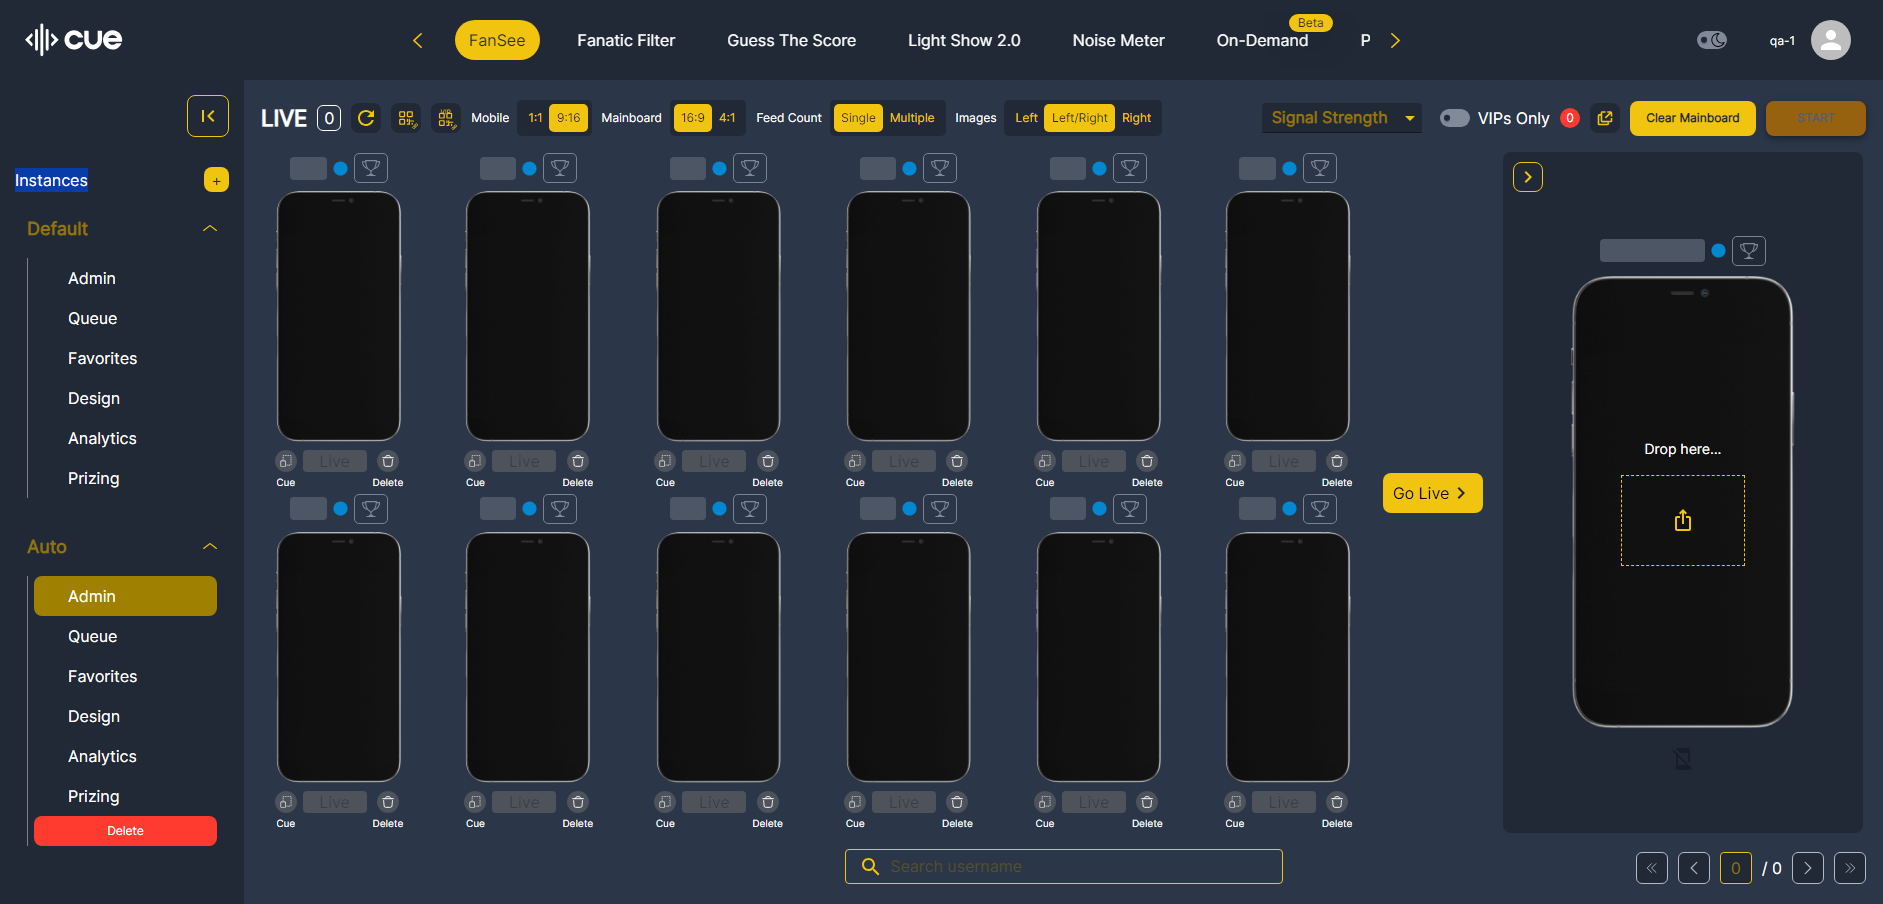 cue
FanSee
Fanatic Filter
Guess The Score
Light Show 2.0
Noise Meter
On-Demand
Beta
P
qa-1
Instances
+
Default
Admin
Queue
Favorites
Design
Analytics
Prizing
Auto
Admin
Queue
Favorites
Design
Analytics
Prizing
Delete
LIVE 0
Mobile 1:1 9:16
Mainboard 16:9 4:1
Feed Count Single Multiple
Images Left Left/Right Right
Signal Strength
VIPs Only 0
Clear Mainboard
START
Live Live Live Live Live Live
Cue Delete Cue Delete Cue Delete Cue Delete Cue Delete Cue Delete
Go Live
Live Live Live Live Live Live
Cue Delete Cue Delete Cue Delete Cue Delete Cue Delete Cue Delete
Drop here...
Search username
0 / 0